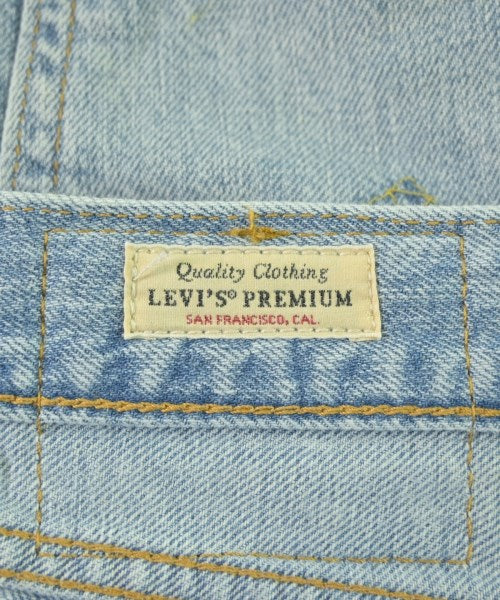 Quality Clothing
LEVI'S® PREMIUM
SAN FRANCISCO, CAL.